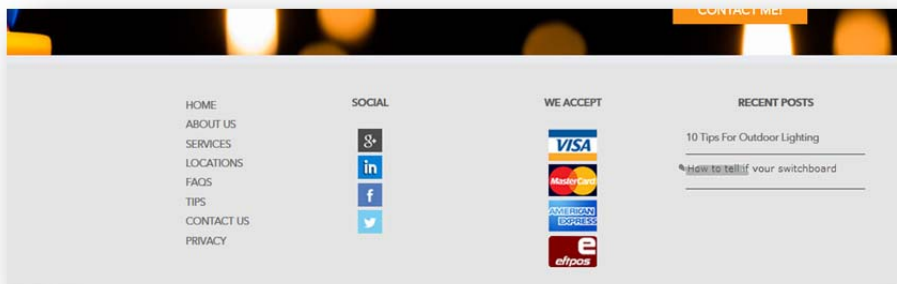 CONTACT ME!
HOME
ABOUT US
SERVICES
LOCATIONS
FAQS
TIPS
CONTACT US
PRIVACY
SOCIAL
g+
in
f
WE ACCEPT
VISA
MasterCard
AMERICAN
EXPRESS
e
eftpos
RECENT POSTS
10 Tips For Outdoor Lighting
How to tell if your switchboard